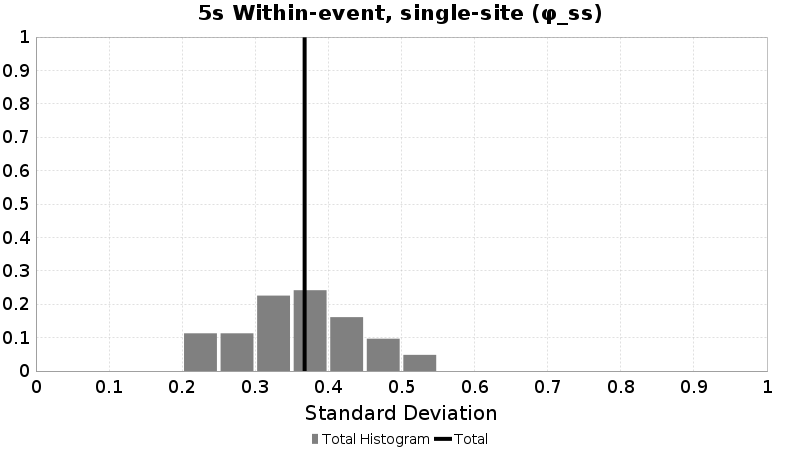 5s Within-event, single-site (φ_ss)
1
0.9
0.8
0.7
0.6
0.5
0.4
0.3
0.2
0.1
0
0 0.1 0.2 0.3 0.4 0.5 0.6 0.7 0.8 0.9 1
Standard Deviation
Total Histogram Total